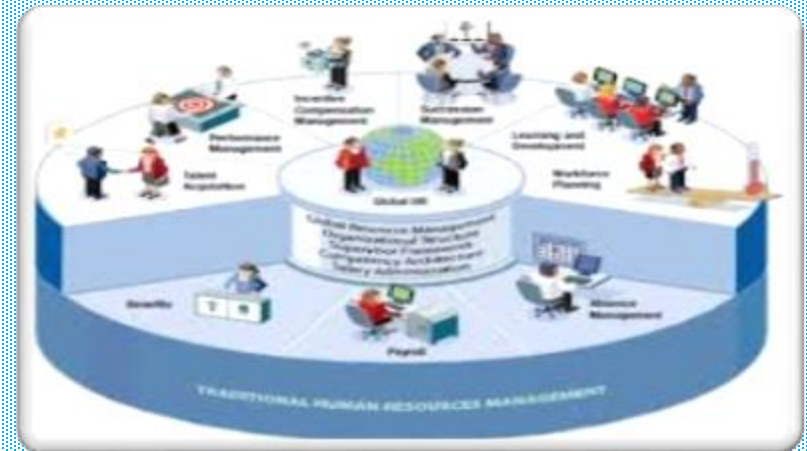 Incentive
Compensation
Management
Succession
Management
Performance
Management
Learning and
Development
Talent
Acquisition
Workforce
Planning
Global HR
Global Resource Management
Organizational Structure
Supervisor Framework
Competency Architecture
Salary Administration
Benefits
Absence
Management
Payroll
TRADITIONAL HUMAN RESOURCES MANAGEMENT